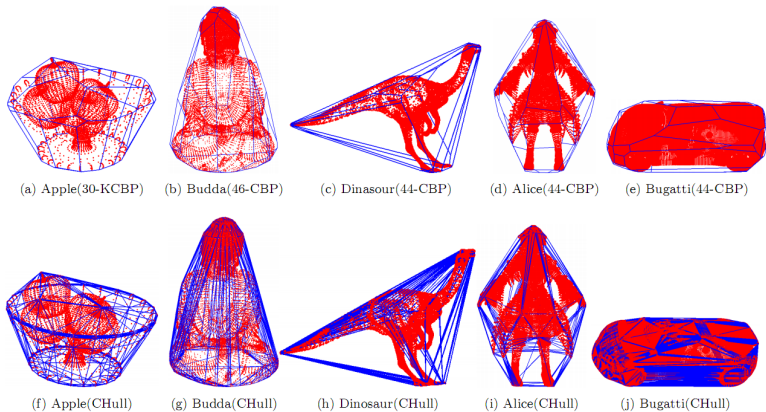 (a) Apple(30-KCBP) (b) Budda(46-CBP) (c) Dinasour(44-CBP) (d) Alice(44-CBP) (e) Bugatti(44-CBP)
(f) Apple(CHull) (g) Budda(CHull) (h) Dinosaur(CHull) (i) Alice(CHull) (j) Bugatti(CHull)